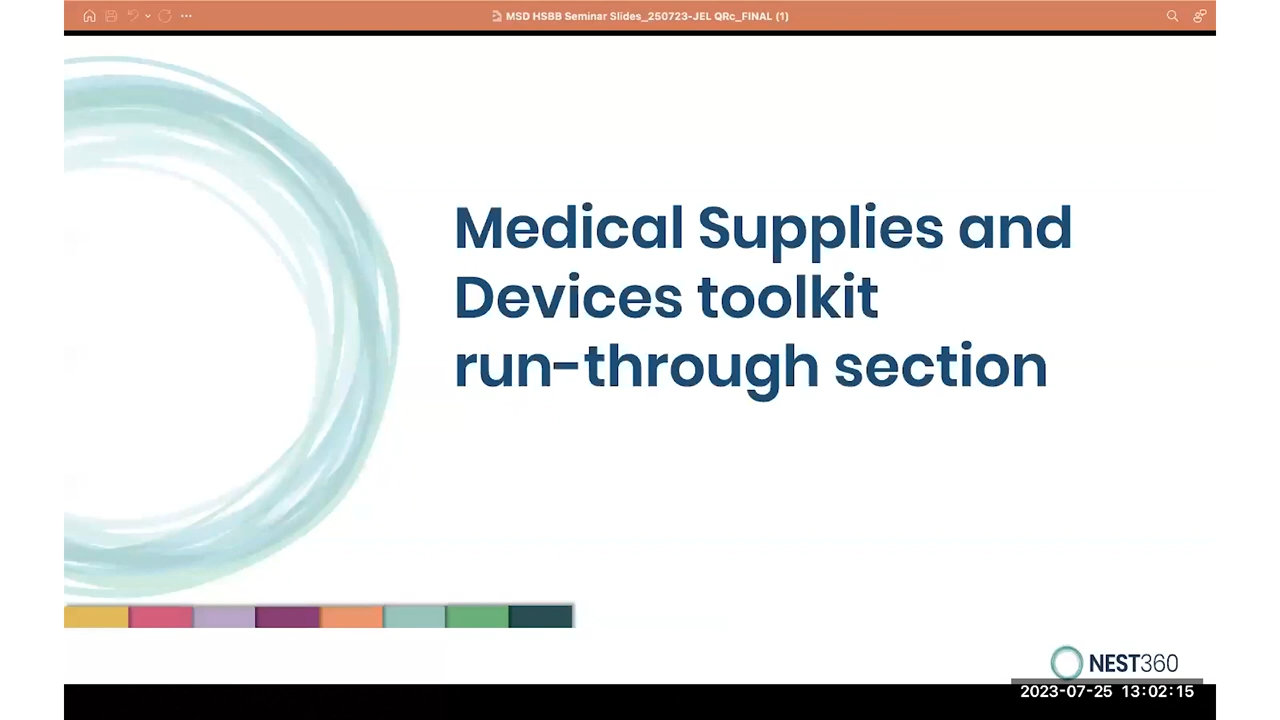 MSD HSBB Seminar Slides_250723-JEL QRc_FINAL (1)
Medical Supplies and
Devices toolkit
run-through section
NEST360
2023-07-25 13:02:15